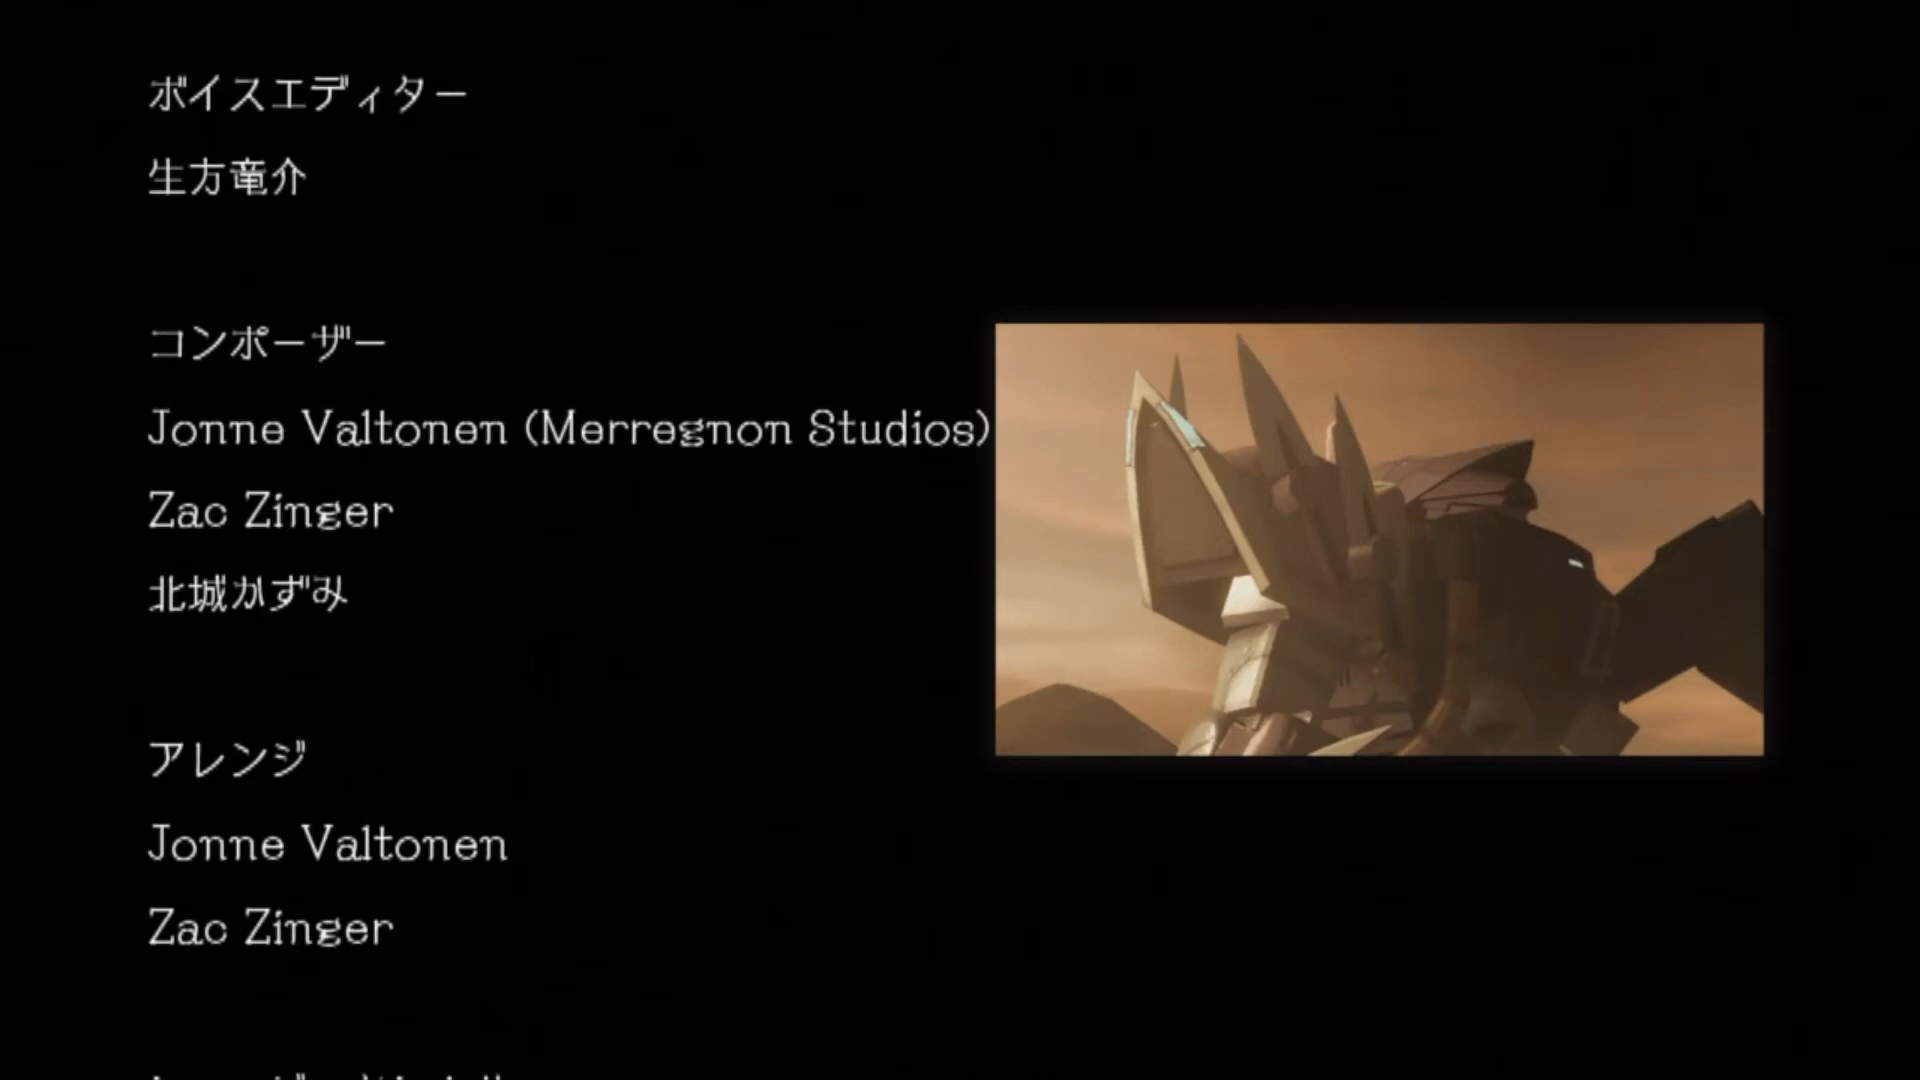 ボイスエディター
生方竜介
コンポーザー
Jonne Valtonen (Merregnon Studios)
Zac Zinger
北城かずみ
アレンジ
Jonne Valtonen
Zac Zinger